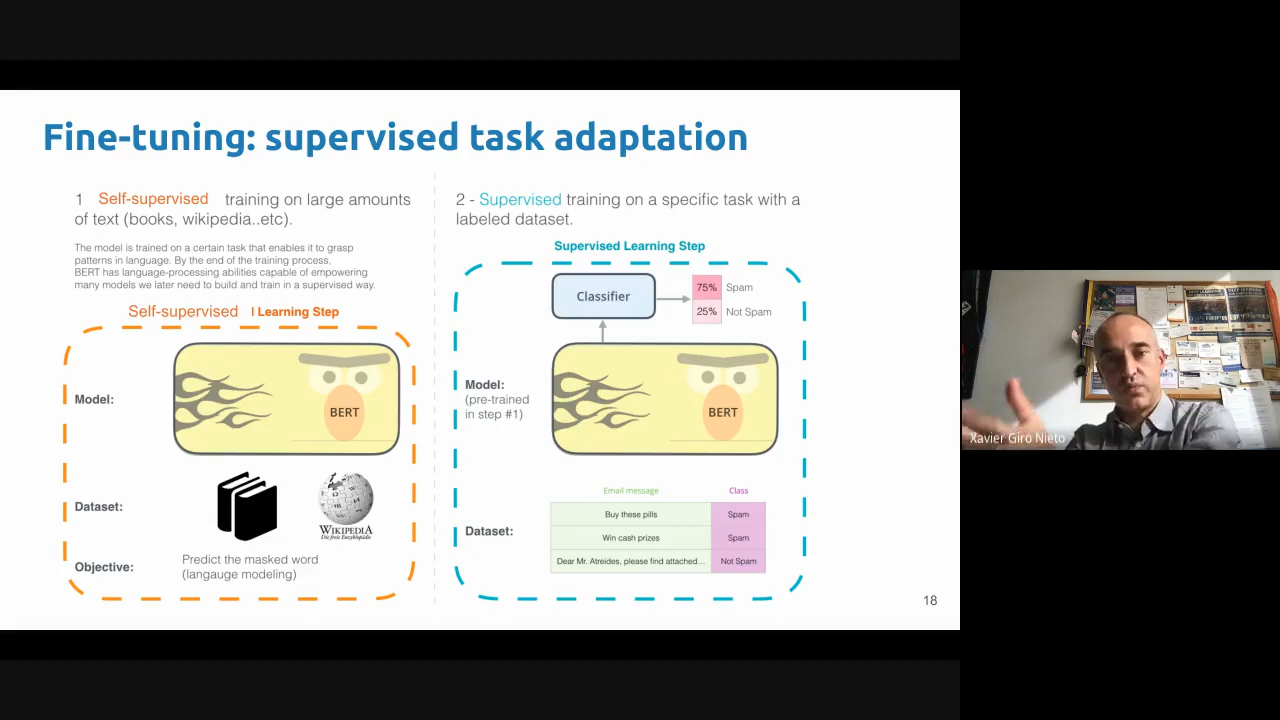 Fine-tuning: supervised task adaptation
1 Self-supervised training on large amounts
of text (books, wikipedia..etc).
The model is trained on a certain task that enables it to grasp
patterns in language. By the end of the training process,
BERT has language-processing abilities capable of empowering
many models we later need to build and train in a supervised way.
Self-supervised l Learning Step
Model:
BERT
Dataset:
WIKIPEDIA
Die freie Enzyklopädie
Objective:
Predict the masked word
(langauge modeling)
2 - Supervised training on a specific task with a
labeled dataset.
Supervised Learning Step
Classifier
75% Spam
25% Not Spam
Model:
(pre-trained
in step #1)
BERT
Dataset:
Email message Class
Buy these pills Spam
Win cash prizes Spam
Dear Mr. Atreides, please find attached... Not Spam
18
Xavier Giro Nieto